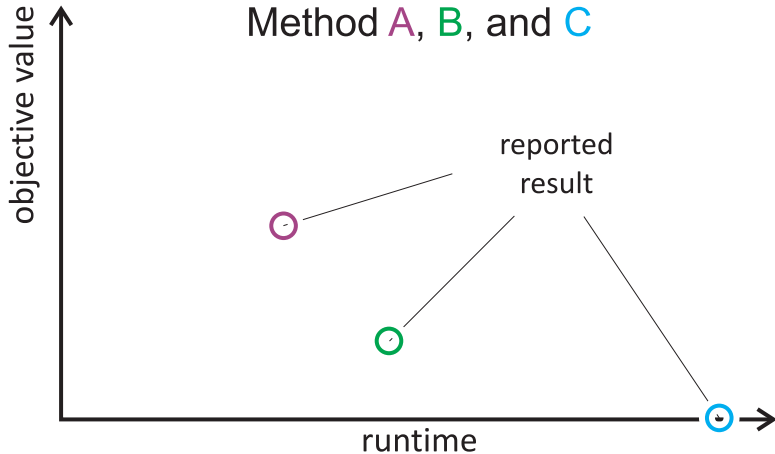 Method A, B, and C
objective value
reported
result
runtime